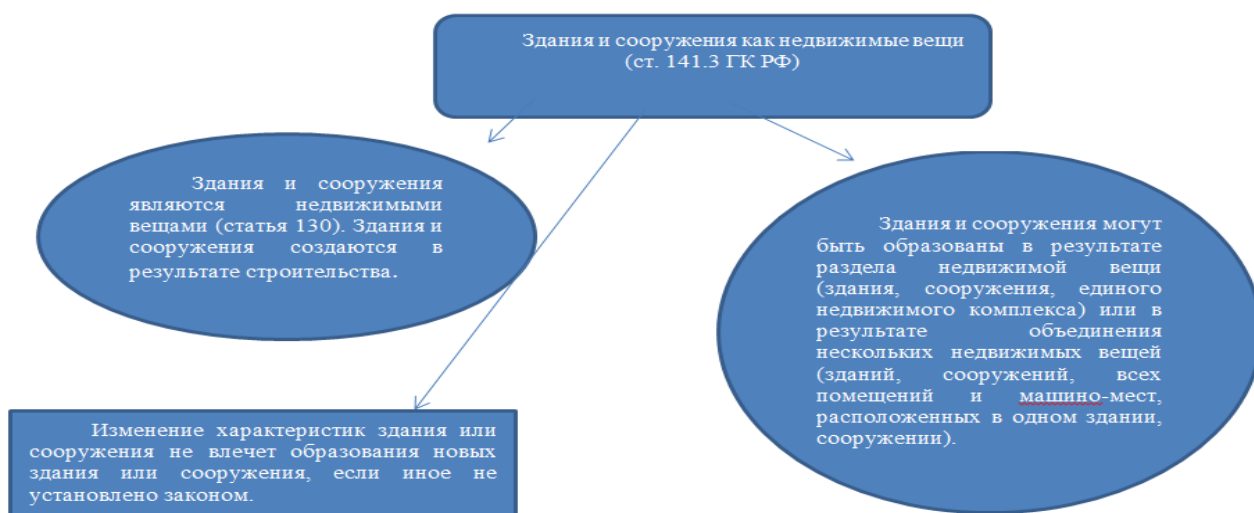 Здания и сооружения как недвижимые вещи
(ст. 141.3 ГК РФ)
Здания и сооружения
являются недвижимыми
вещами (статья 130). Здания и
сооружения создаются в
результате строительства.
Здания и сооружения могут
быть образованы в результате
раздела недвижимой вещи
(здания, сооружения, единого
недвижимого комплекса) или в
результате объединения
нескольких недвижимых вещей
(зданий, сооружений, всех
помещений и машино-мест,
расположенных в одном здании,
сооружении).
Изменение характеристик здания или
сооружения не влечет образования новых
здания или сооружения, если иное не
установлено законом.